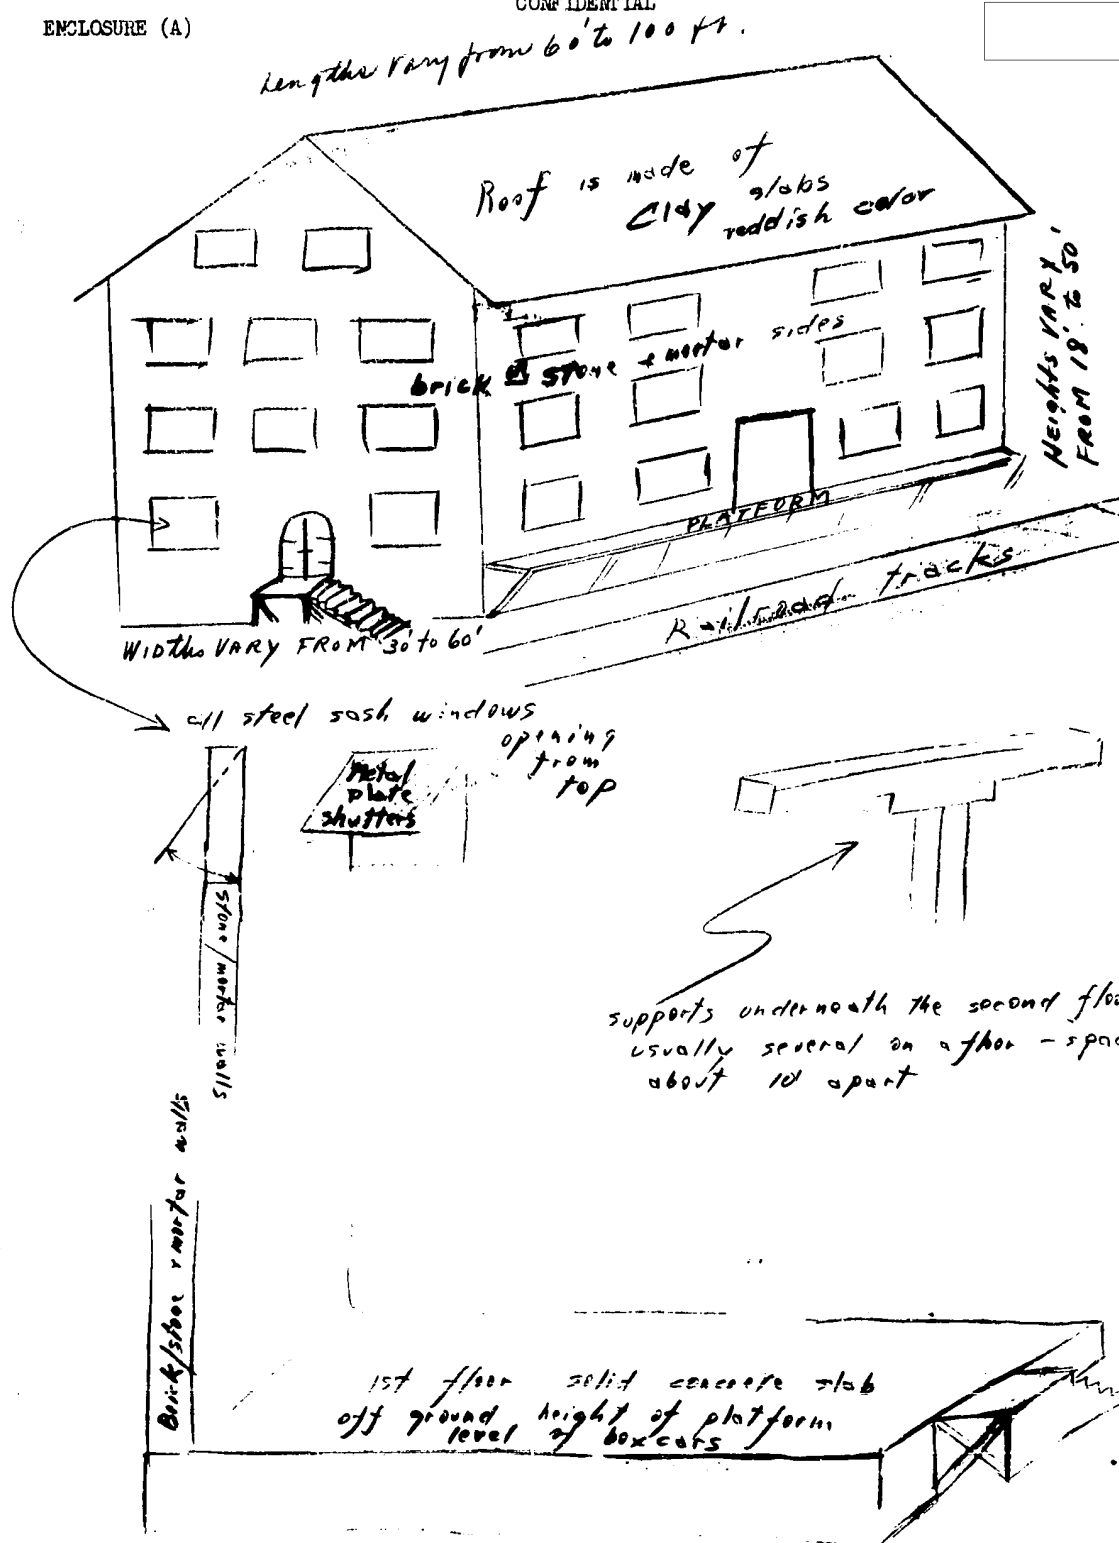 CONFIDENTIAL
ENCLOSURE (A)
Lengths vary from 60' to 100 ft.
Roof is made of
Clay slabs
reddish color
HEIGHTS VARY
FROM 18' to 50'
brick stone & mortar sides
PLATFORM
Railroad tracks
WIDths VARY FROM 30' to 60'
all steel sash windows
opening
from
top
Metal
plate
shutters
stone/mortar walls
supports underneath the second
usually several on a floor -
about 10' apart
Brick/stone & mortar walls
1st floor solid concrete slab
off ground height of platform
level of boxcars